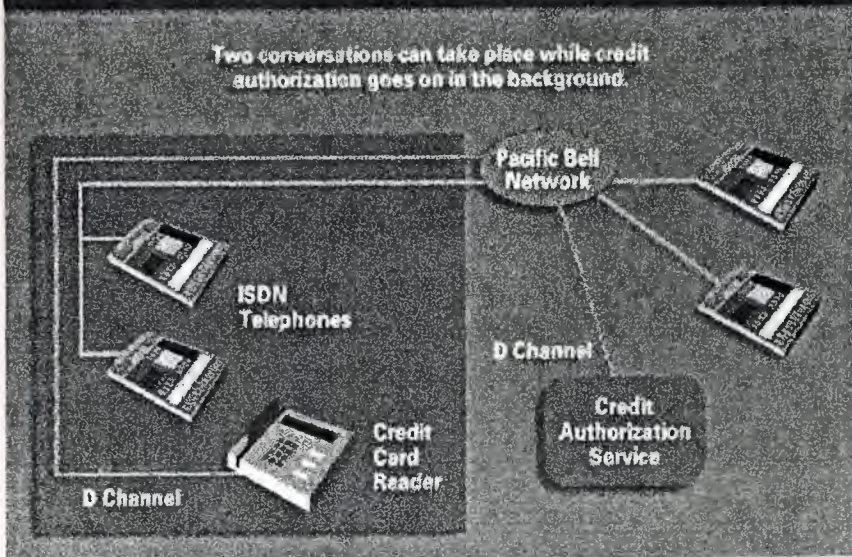 Two conversations can take place while credit
authorization goes on in the background.
Pacific Bell
Network
ISDN
Telephones
D Channel
Credit
Authorization
Service
Credit
Card
Reader
D Channel